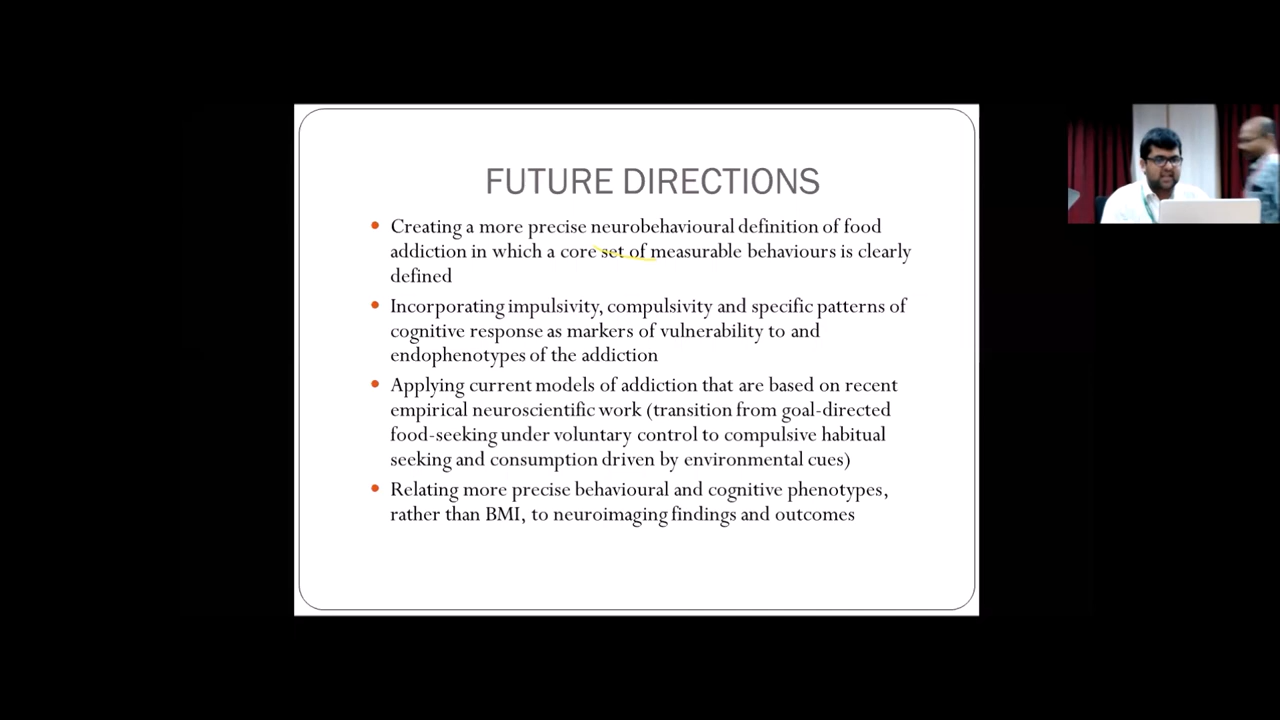 FUTURE DIRECTIONS
Creating a more precise neurobehavioural definition of food
addiction in which a core set of measurable behaviours is clearly
defined
Incorporating impulsivity, compulsivity and specific patterns of
cognitive response as markers of vulnerability to and
endophenotypes of the addiction
Applying current models of addiction that are based on recent
empirical neuroscientific work (transition from goal-directed
food-seeking under voluntary control to compulsive habitual
seeking and consumption driven by environmental cues)
Relating more precise behavioural and cognitive phenotypes,
rather than BMI, to neuroimaging findings and outcomes